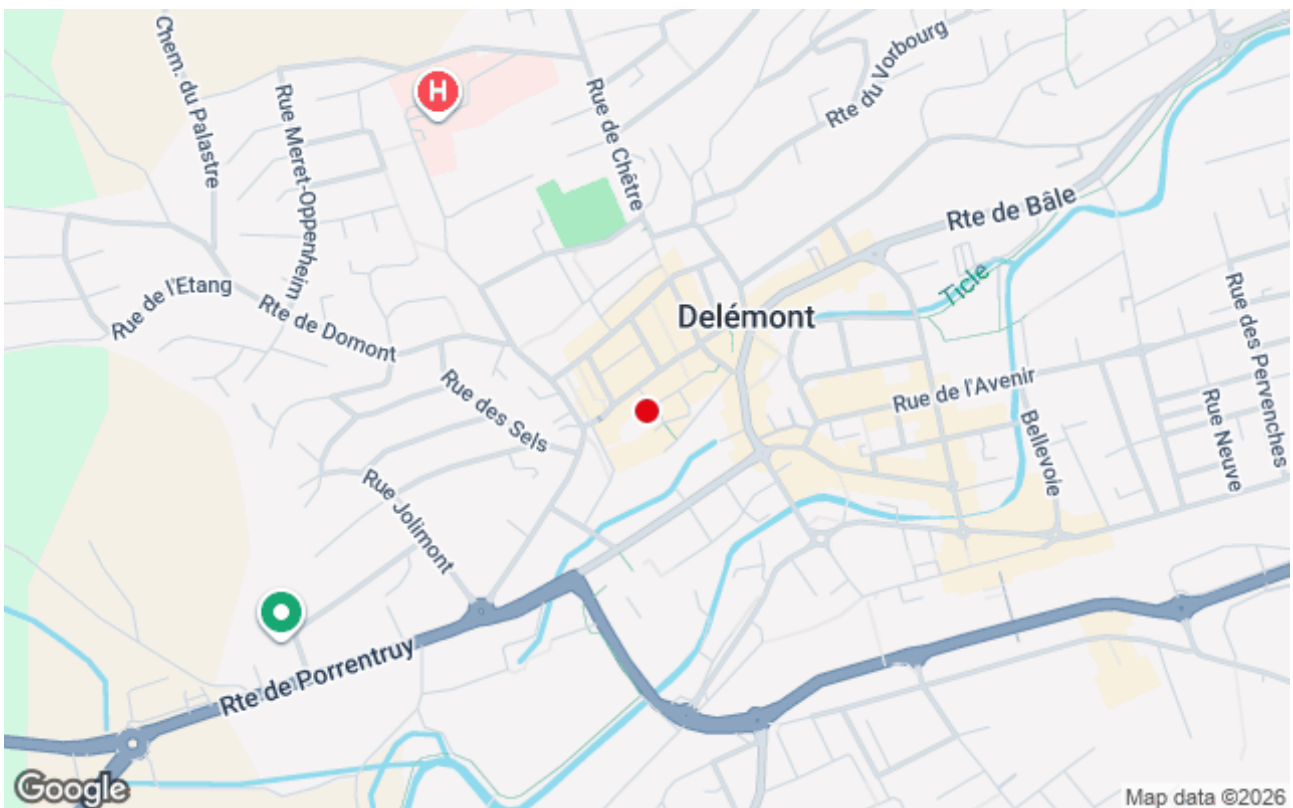 Chem. du Palastre
Rue Meret-Oppenheim
H
Rue de Chêtre
Rte du Vorbourg
Rte de Bâle
Ticle
Rue de l'Etang
Rte de Domont
Delémont
Rue des Pervenches
Rue des Sels
Rue de l'Avenir
Rue Neuve
Bellevoie
Rue Jolimont
Rte de Porrentruy
Google
Map data ©2026